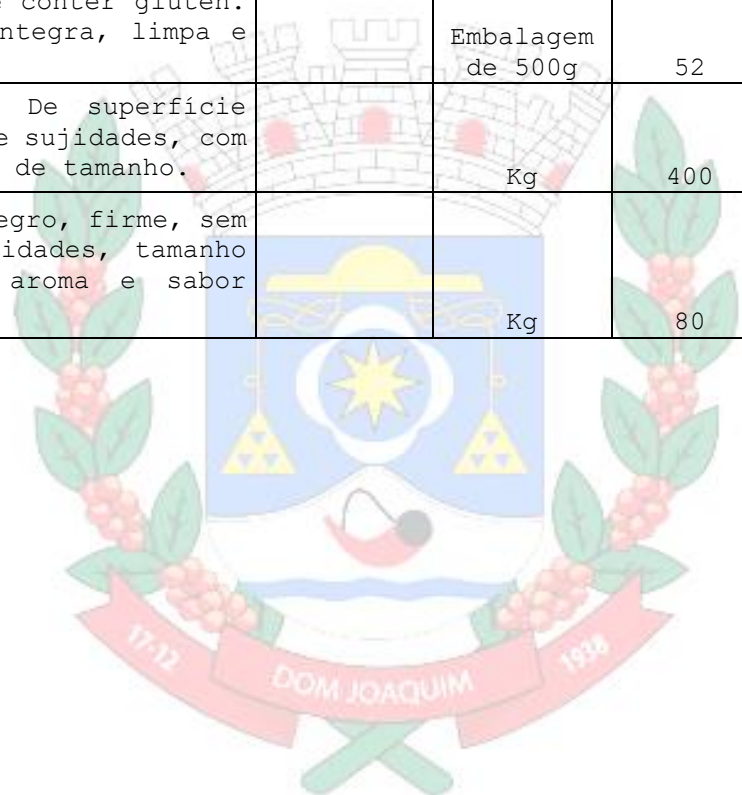 e conter glúten.
ntegra, limpa e
Embalagem
de 500g
52
De superfície
e sujidades, com
de tamanho.
Kg
400
egro, firme, sem
idades, tamanho
aroma e sabor
Kg
80
17-12
DOM JOAQUIM
1938